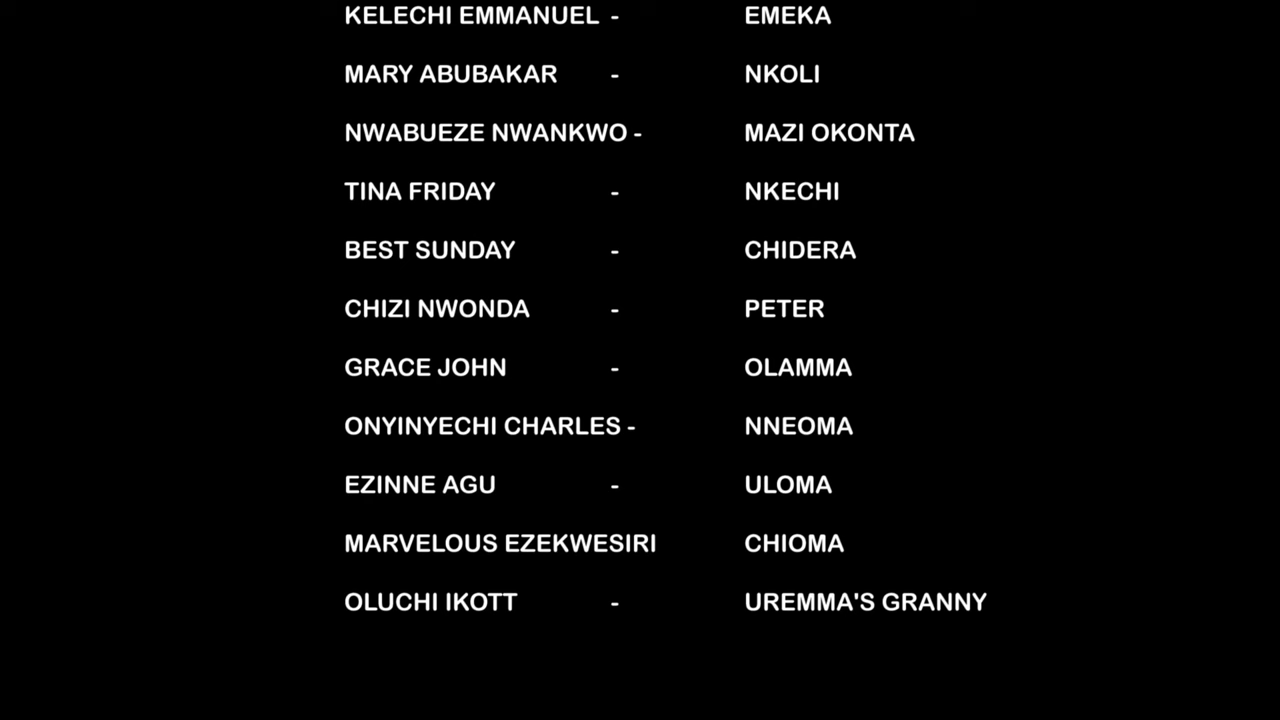 KELECHI EMMANUEL - EMEKA
MARY ABUBAKAR - NKOLI
NWABUEZE NWANKWO - MAZI OKONTA
TINA FRIDAY - NKECHI
BEST SUNDAY - CHIDERA
CHIZI NWONDA - PETER
GRACE JOHN - OLAMMA
ONYINYECHI CHARLES - NNEOMA
EZINNE AGU - ULOMA
MARVELOUS EZEKWESIRI CHIOMA
OLUCHI IKOTT - UREMMA'S GRANNY